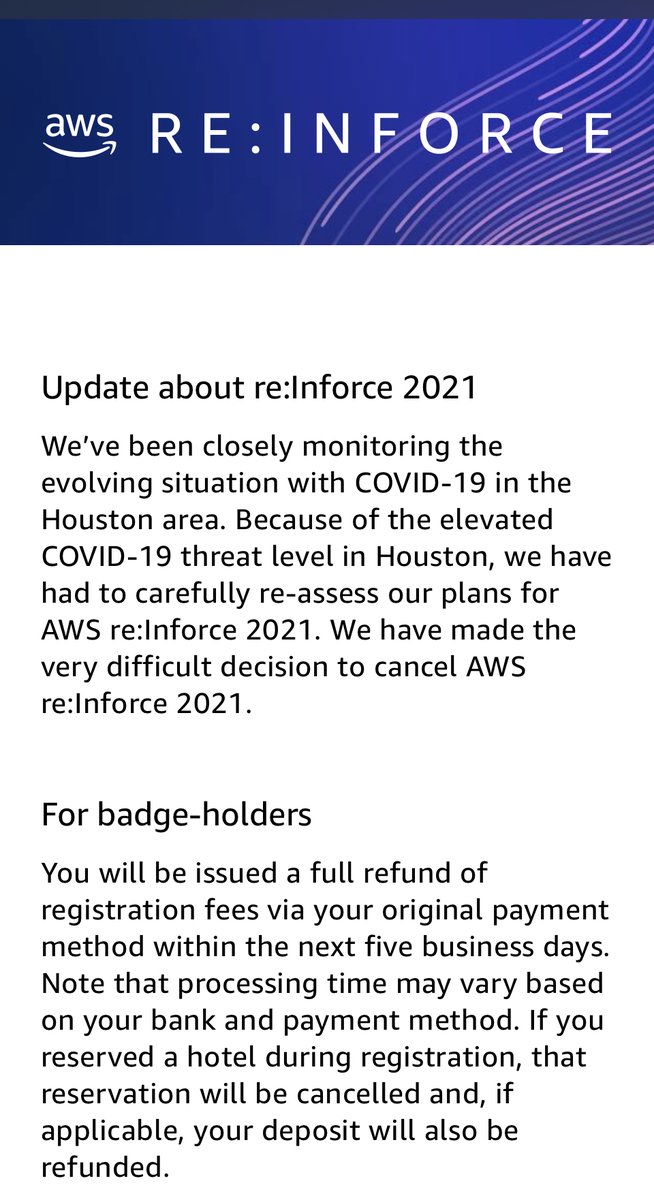 aws RE:INFORCE
Update about re:Inforce 2021
We’ve been closely monitoring the
evolving situation with COVID-19 in the
Houston area. Because of the elevated
COVID-19 threat level in Houston, we have
had to carefully re-assess our plans for
AWS re:Inforce 2021. We have made the
very difficult decision to cancel AWS
re:Inforce 2021.
For badge-holders
You will be issued a full refund of
registration fees via your original payment
method within the next five business days.
Note that processing time may vary based
on your bank and payment method. If you
reserved a hotel during registration, that
reservation will be cancelled and, if
applicable, your deposit will also be
refunded.